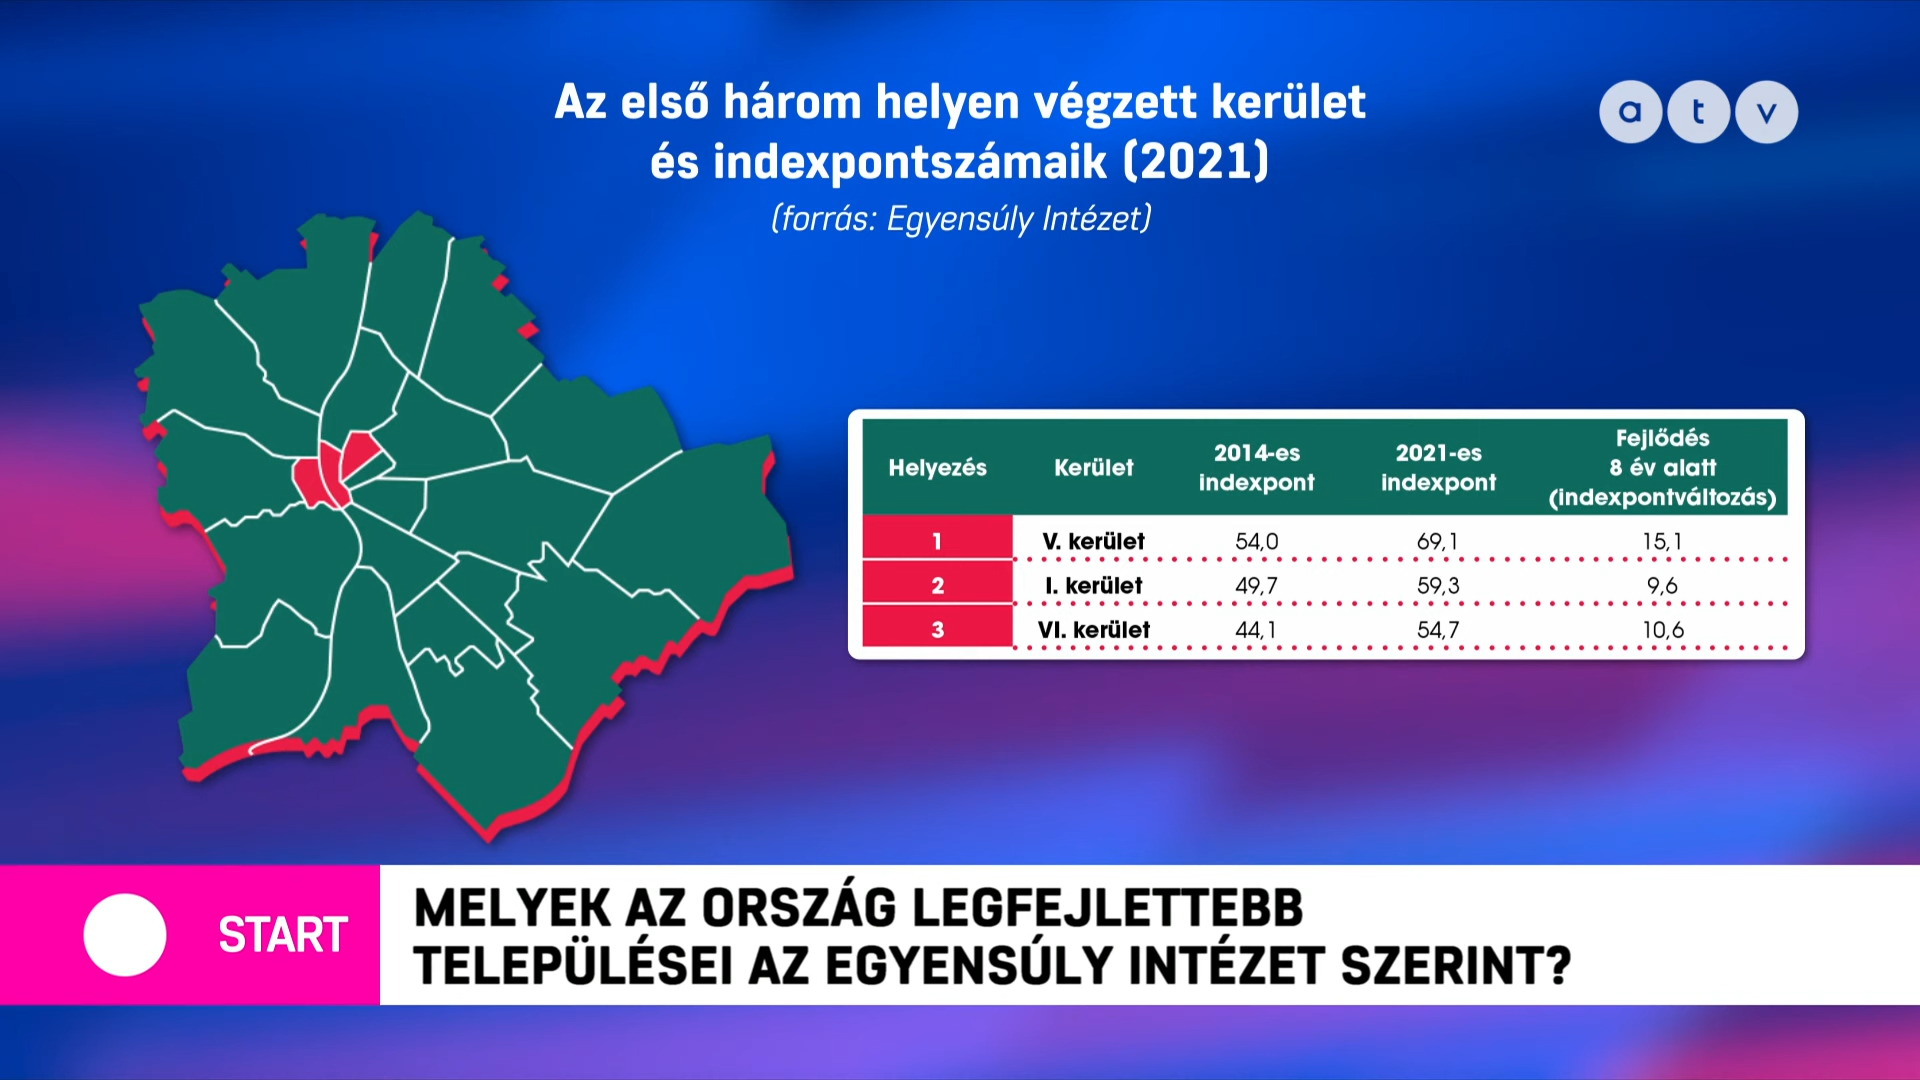 Az első három helyen végzett kerület
és indexpontszámaik (2021)
(forrás: Egyensúly Intézet)
a t v
Helyezés Kerület 2014-es indexpont 2021-es indexpont Fejlődés 8 év alatt (indexpontváltozás)
1 V. kerület 54,0 69,1 15,1
2 I. kerület 49,7 59,3 9,6
3 VI. kerület 44,1 54,7 10,6
START
MELYEK AZ ORSZÁG LEGFEJLETTEBB
TELEPÜLÉSEI AZ EGYENSÚLY INTÉZET SZERINT?